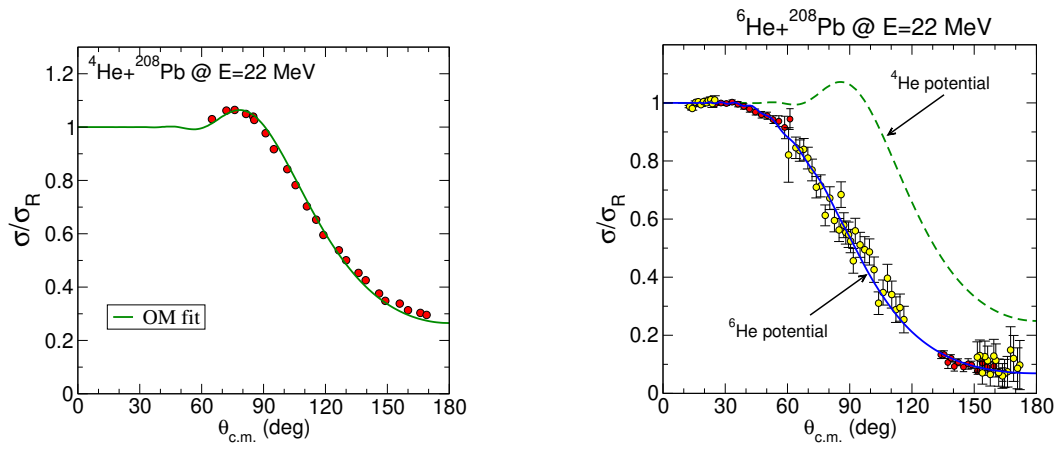 ⁴He+²⁰⁸Pb @ E=22 MeV
1.2
1
0.8
0.6
0.4
0.2
0
σ/σR
OM fit
0 30 60 90 120 150 180
θc.m. (deg)
⁶He+²⁰⁸Pb @ E=22 MeV
1
0.8
0.6
0.4
0.2
0
σ/σR
⁴He potential
⁶He potential
0 30 60 90 120 150 180
θc.m. (deg)